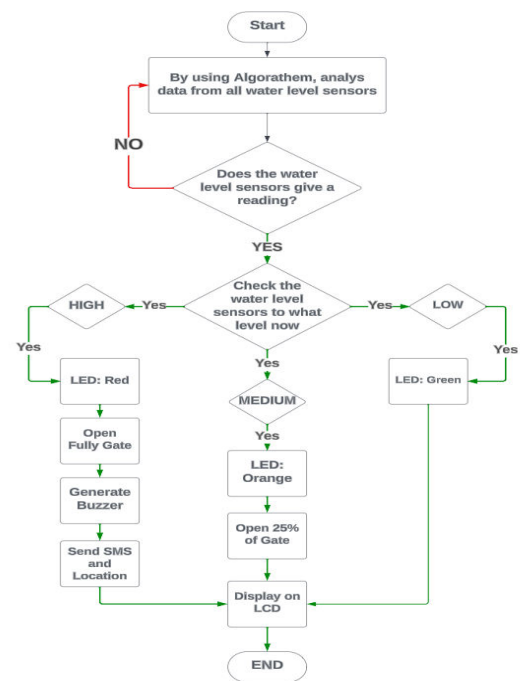 Start
By using Algorathem, analys
data from all water level sensors
NO
Does the water
level sensors give a
reading?
YES
Check the
water level
sensors to what
level now
HIGH
Yes
Yes
LOW
Yes
Yes
Yes
LED: Red
MEDIUM
LED: Green
Open
Fully Gate
Yes
LED:
Orange
Generate
Buzzer
Open 25%
of Gate
Send SMS
and
Location
Display on
LCD
END